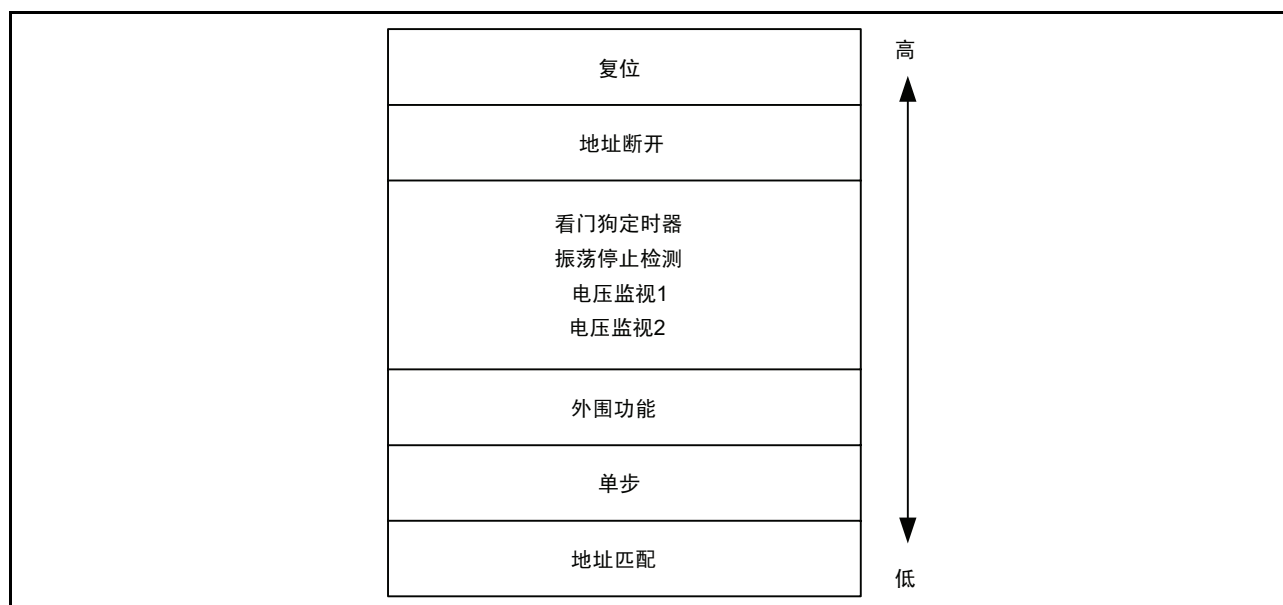 复位
高
地址断开
看门狗定时器
振荡停止检测
电压监视1
电压监视2
外围功能
单步
地址匹配
低